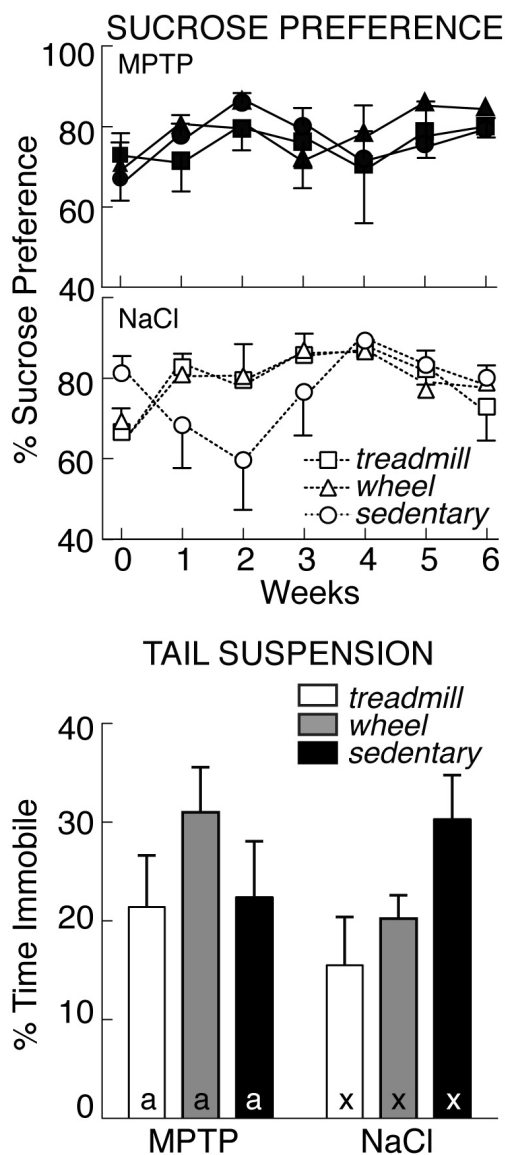 SUCROSE PREFERENCE
MPTP
100
80
60
40
% Sucrose Preference
NaCl
80
60
40
treadmill
wheel
sedentary
0 1 2 3 4 5 6
Weeks
TAIL SUSPENSION
treadmill
wheel
sedentary
% Time Immobile
40
30
20
10
0
a a a x x x
MPTP NaCl